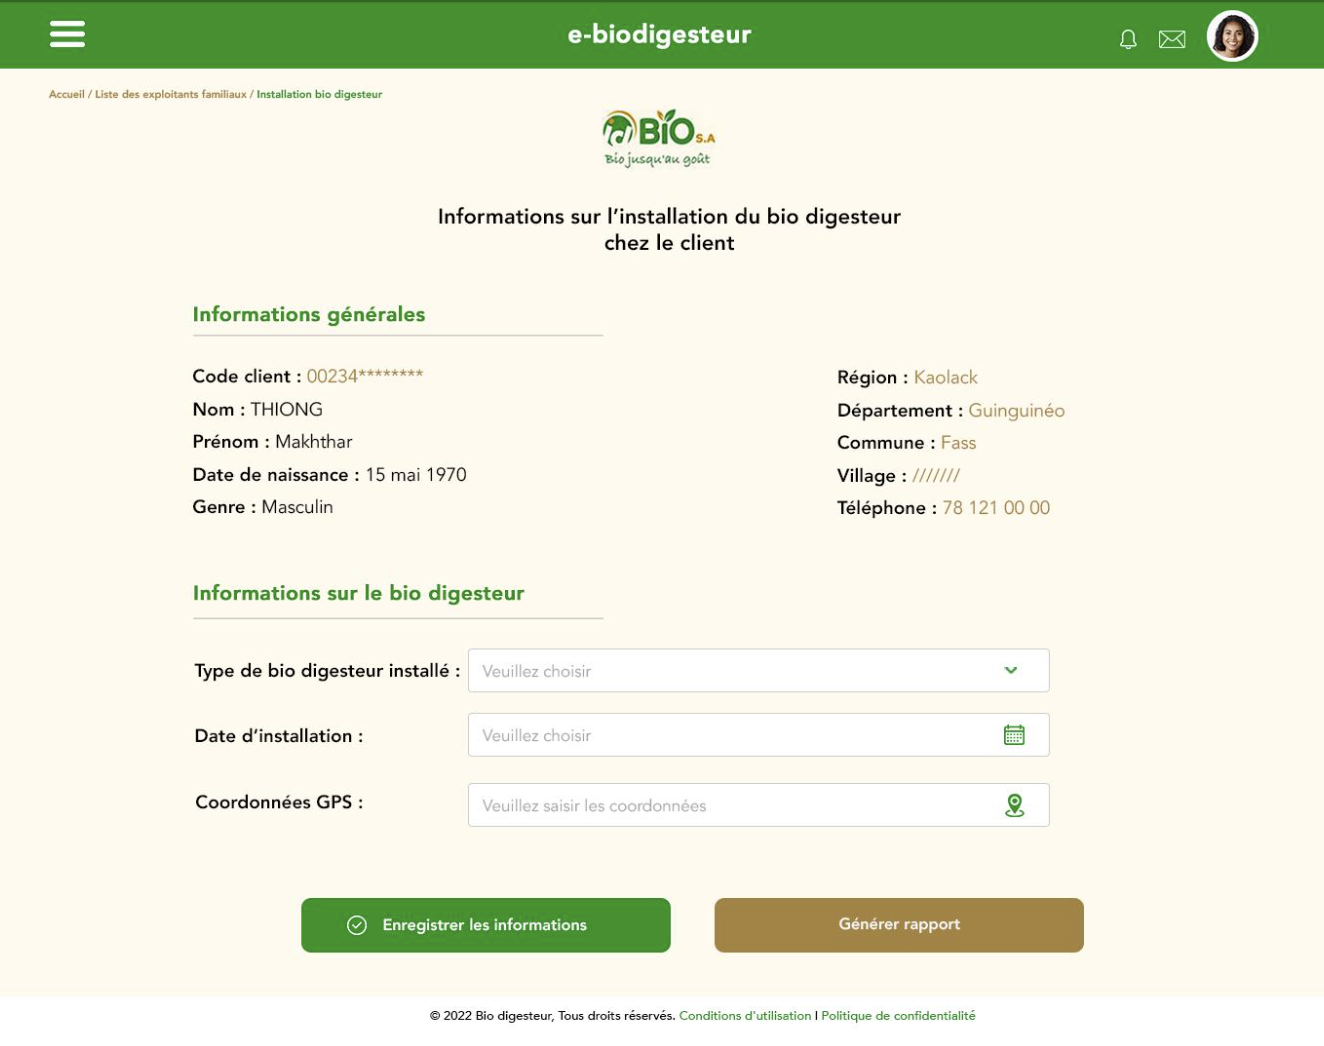 e-biodigesteur
Accueil / Liste des exploitants familiaux / Installation bio digesteur
BIO S.A
Bio jusqu'au goût
Informations sur l'installation du bio digesteur
chez le client
Informations générales
Code client : 00234********
Nom : THIONG
Prénom : Makhthar
Date de naissance : 15 mai 1970
Genre : Masculin
Région : Kaolack
Département : Guinguinéo
Commune : Fass
Village : ///////
Téléphone : 78 121 00 00
Informations sur le bio digesteur
Type de bio digesteur installé : Veuillez choisir
Date d'installation : Veuillez choisir
Coordonnées GPS : Veuillez saisir les coordonnées
Enregistrer les informations
Générer rapport
© 2022 Bio digesteur, Tous droits réservés. Conditions d'utilisation I Politique de confidentialité